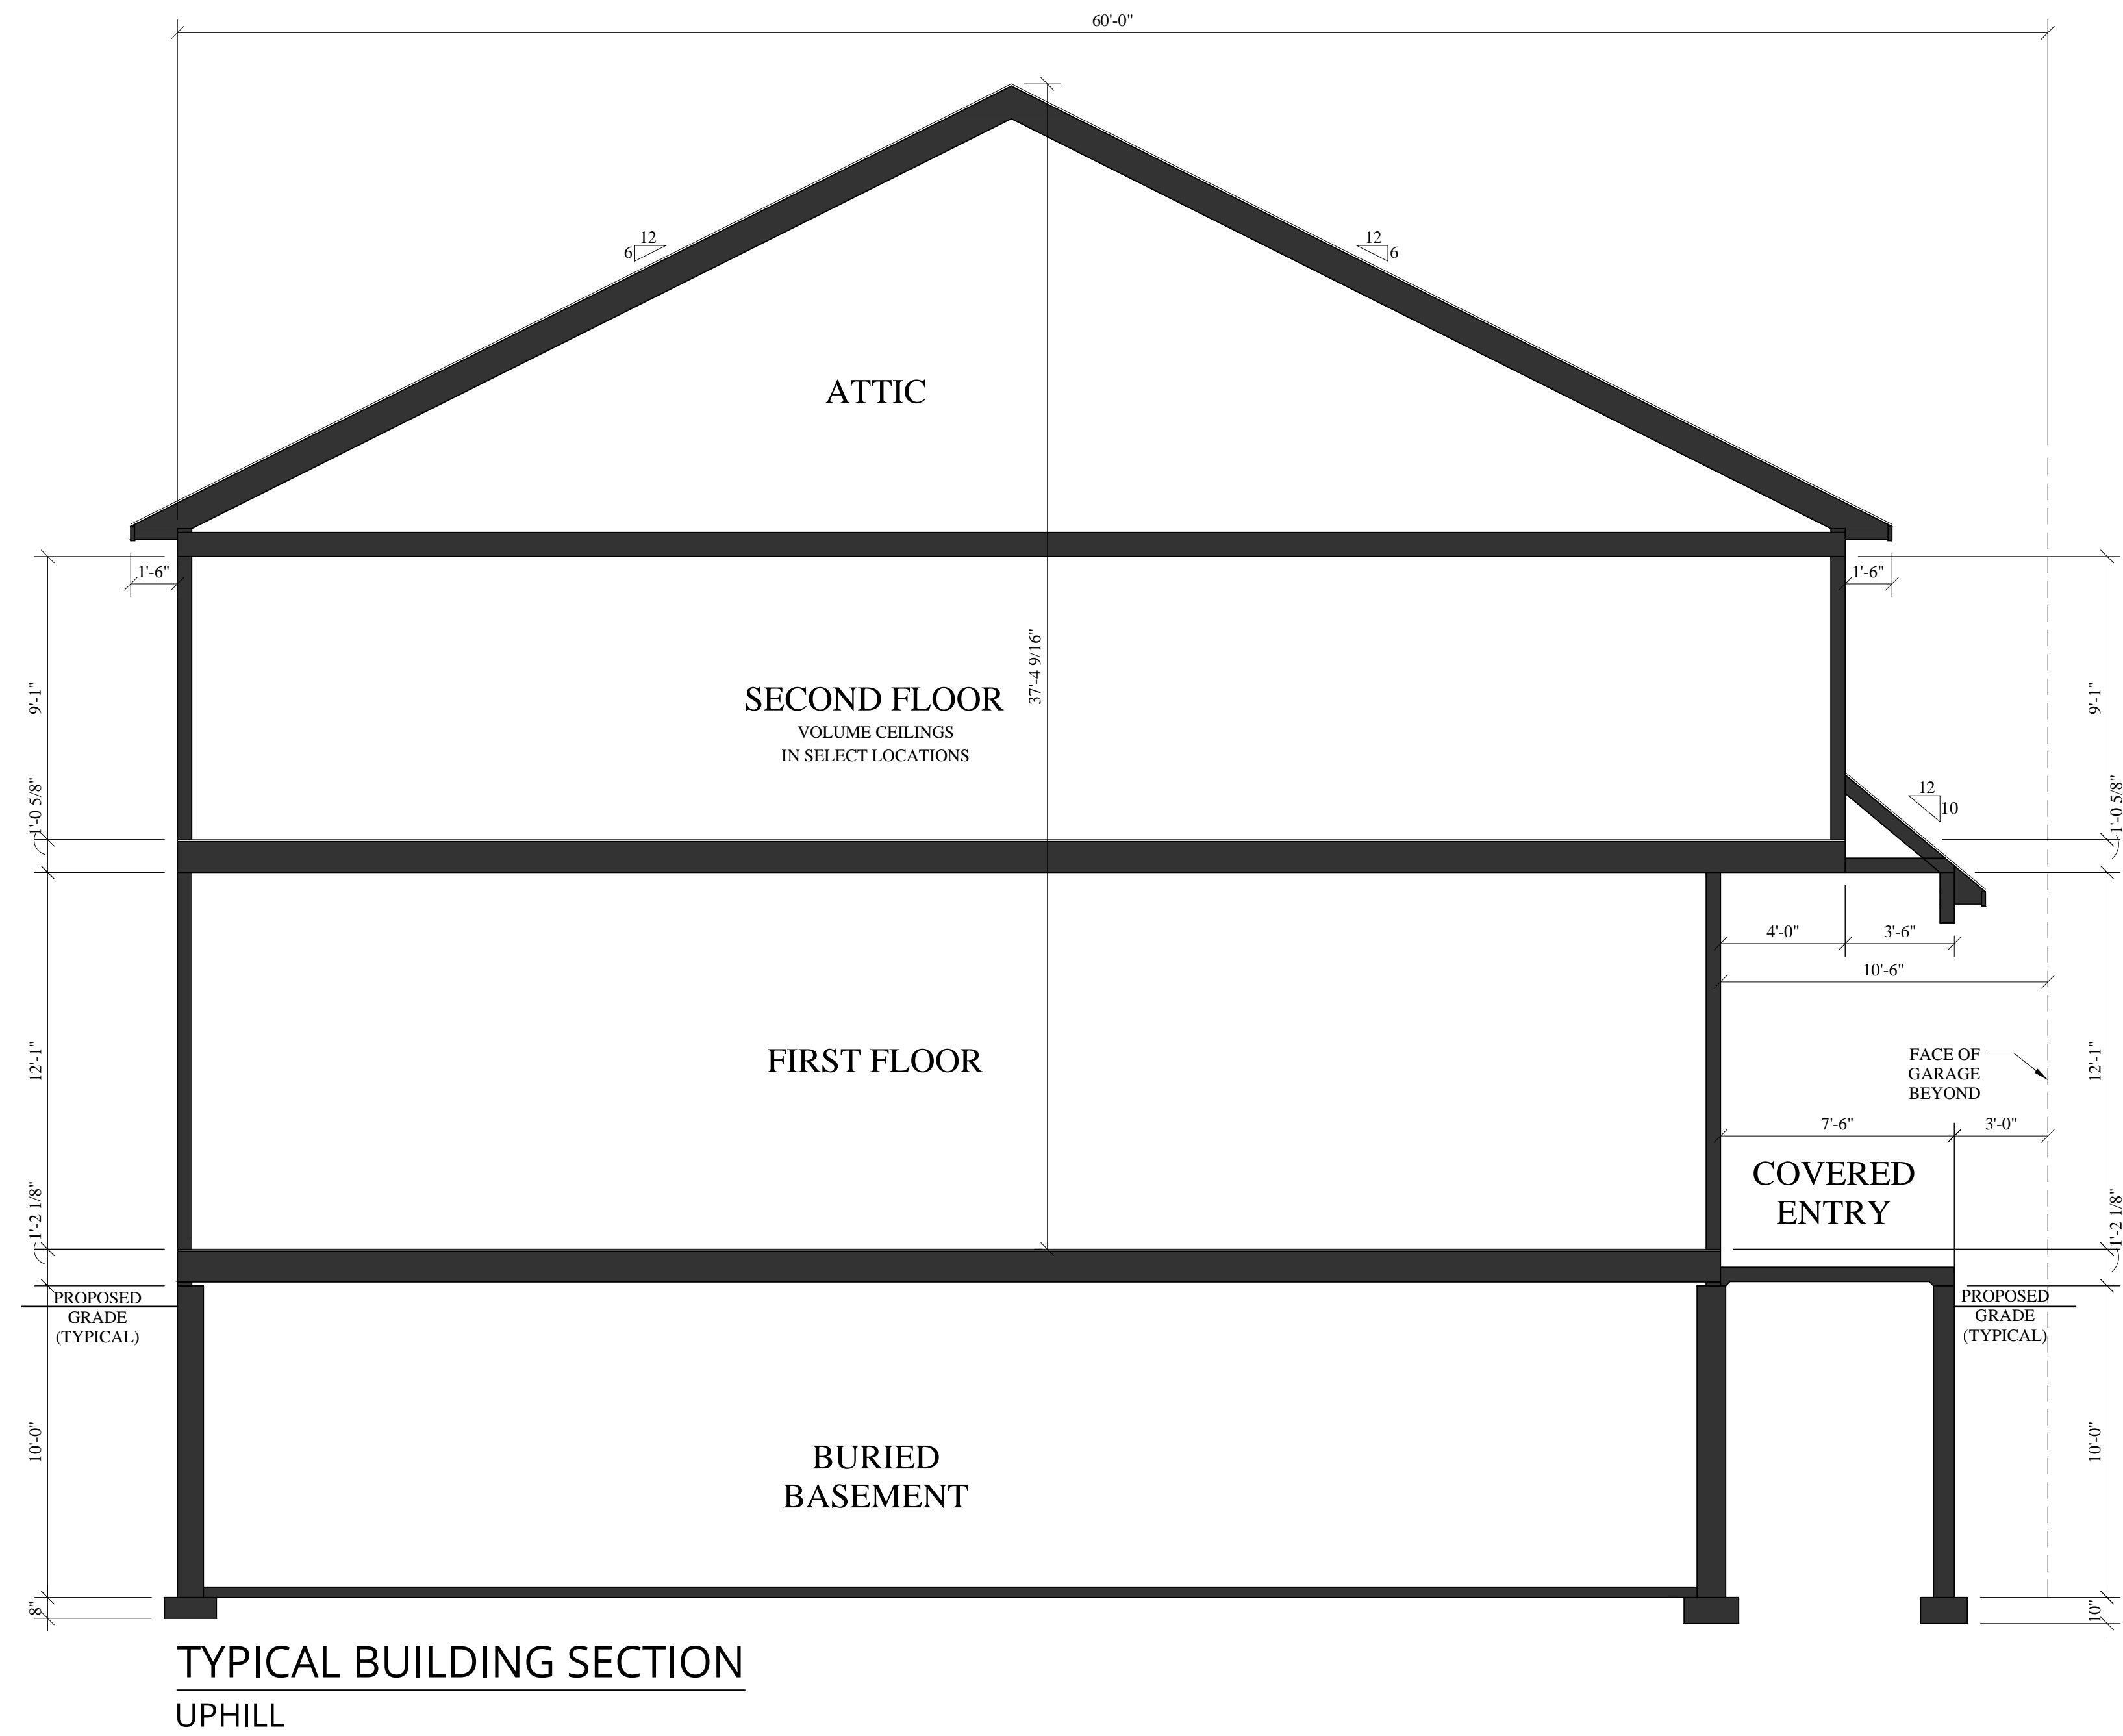 60'-0"
12
6
12
6
ATTIC
1'-6"
1'-6"
37'-4 9/16"
9'-1"
9'-1"
SECOND FLOOR
VOLUME CEILINGS
IN SELECT LOCATIONS
1'-0 5/8"
12
10
1'-0 5/8"
4'-0"
3'-6"
10'-6"
12'-1"
FIRST FLOOR
FACE OF
GARAGE
BEYOND
12'-1"
7'-6"
3'-0"
COVERED
ENTRY
1'-2 1/8"
1'-2 1/8"
PROPOSED
GRADE
(TYPICAL)
PROPOSED
GRADE
(TYPICAL)
10'-0"
BURIED
BASEMENT
10'-0"
8"
10"
TYPICAL BUILDING SECTION
UPHILL